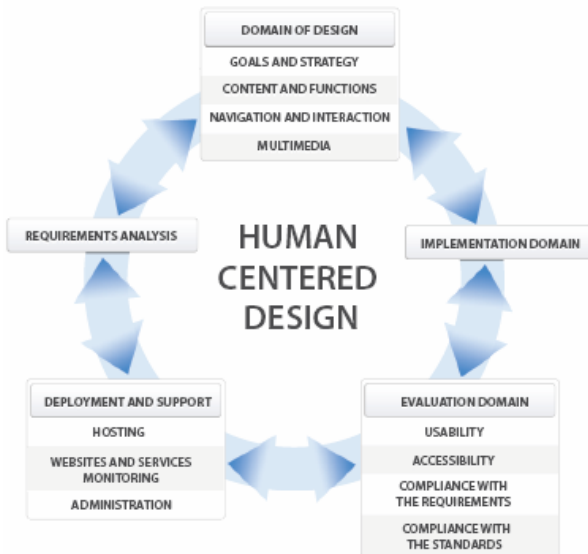 DOMAIN OF DESIGN
GOALS AND STRATEGY
CONTENT AND FUNCTIONS
NAVIGATION AND INTERACTION
MULTIMEDIA
REQUIREMENTS ANALYSIS
HUMAN
CENTERED
DESIGN
IMPLEMENTATION DOMAIN
DEPLOYMENT AND SUPPORT
HOSTING
WEBSITES AND SERVICES
MONITORING
ADMINISTRATION
EVALUATION DOMAIN
USABILITY
ACCESSIBILITY
COMPLIANCE WITH
THE REQUIREMENTS
COMPLIANCE WITH
THE STANDARDS